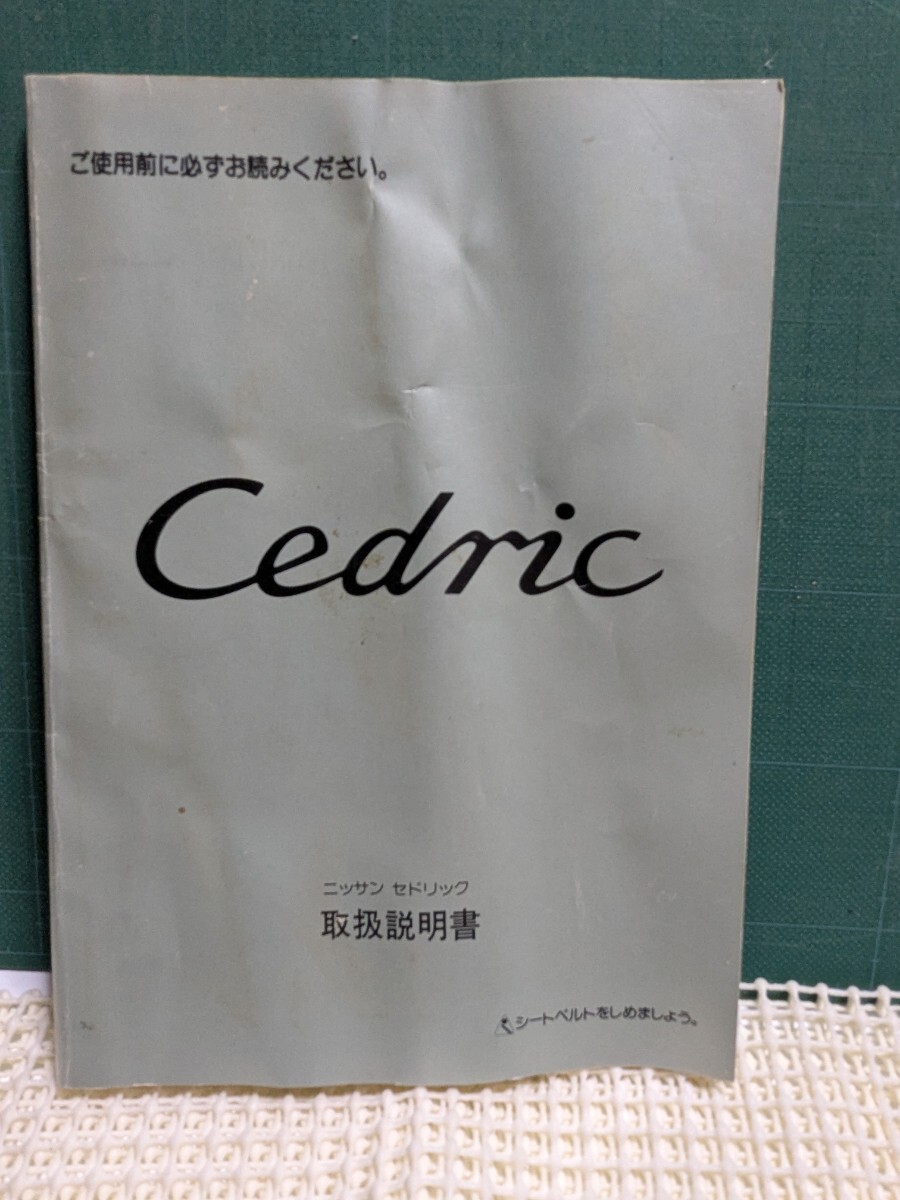 ご使用前に必ずお読みください。
Cedric
ニッサン セドリック
取扱説明書
シートベルトをしめましょう。